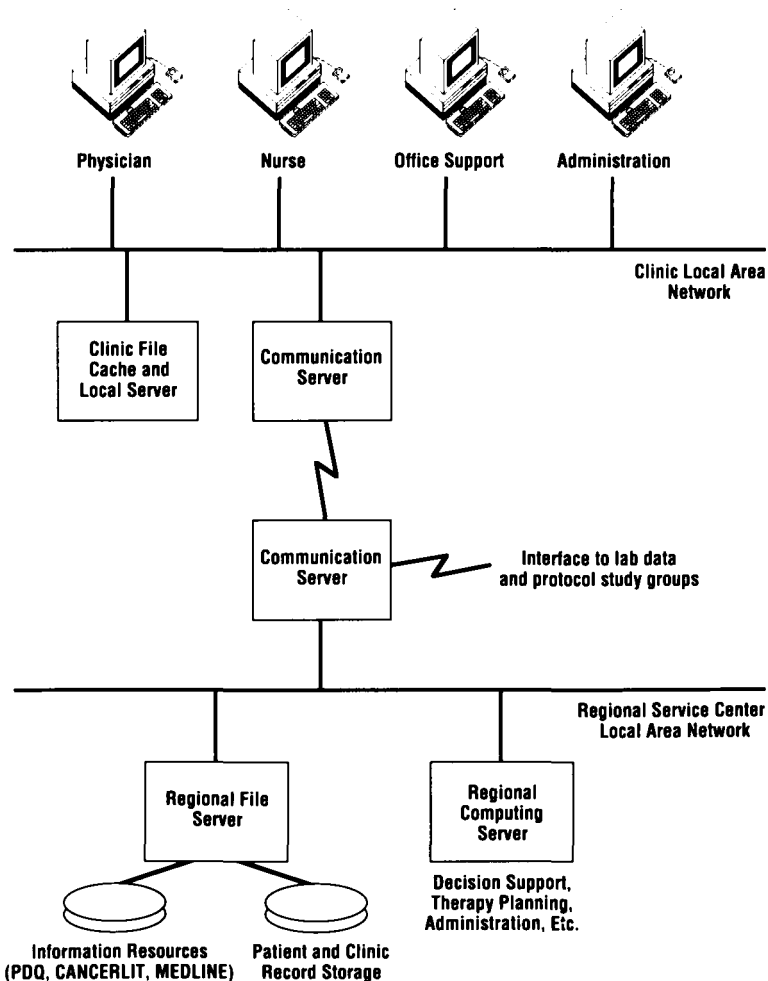 Physician
Nurse
Office Support
Administration
Clinic Local Area
Network
Clinic File
Cache and
Local Server
Communication
Server
Communication
Server
Interface to lab data
and protocol study groups
Regional Service Center
Local Area Network
Regional File
Server
Regional
Computing
Server
Decision Support,
Therapy Planning,
Administration, Etc.
Information Resources
(PDQ, CANCERLIT, MEDLINE)
Patient and Clinic
Record Storage